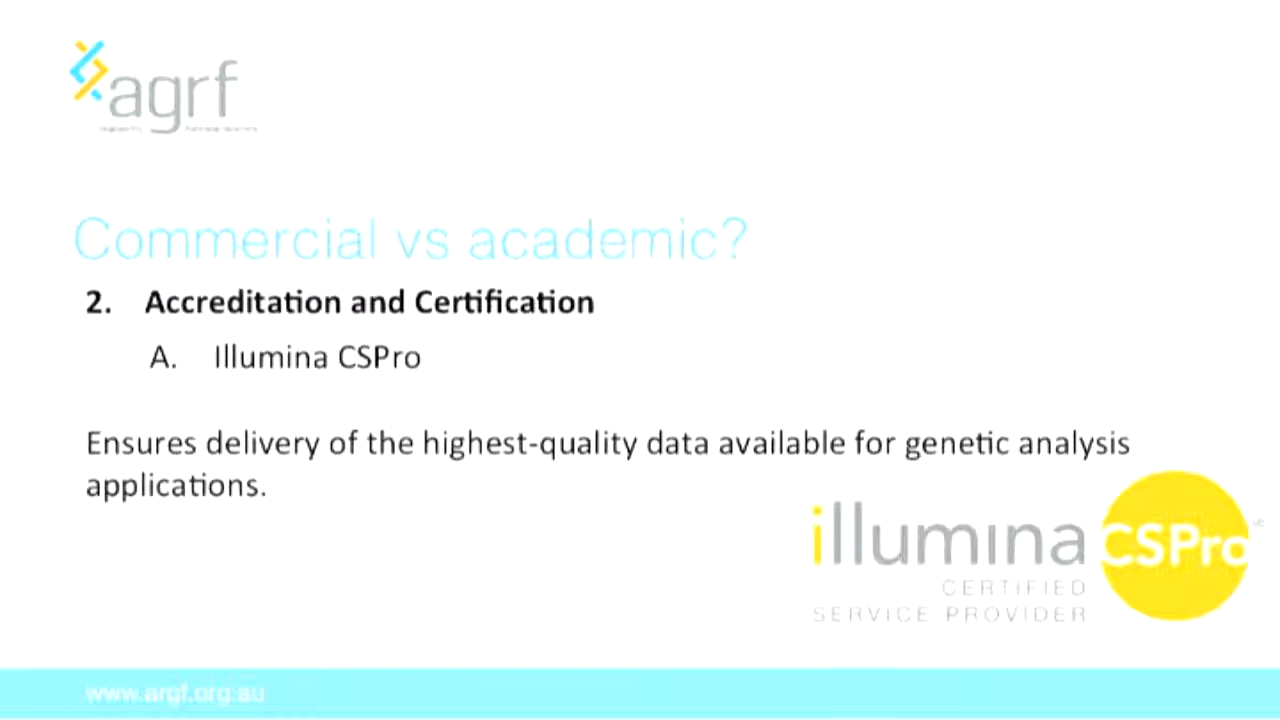 agrf
Commercial vs academic?
2. Accreditation and Certification
A. Illumina CSPro
Ensures delivery of the highest-quality data available for genetic analysis
applications.
illumina CSPro
CERTIFIED
SERVICE PROVIDER
www.argf.org.au